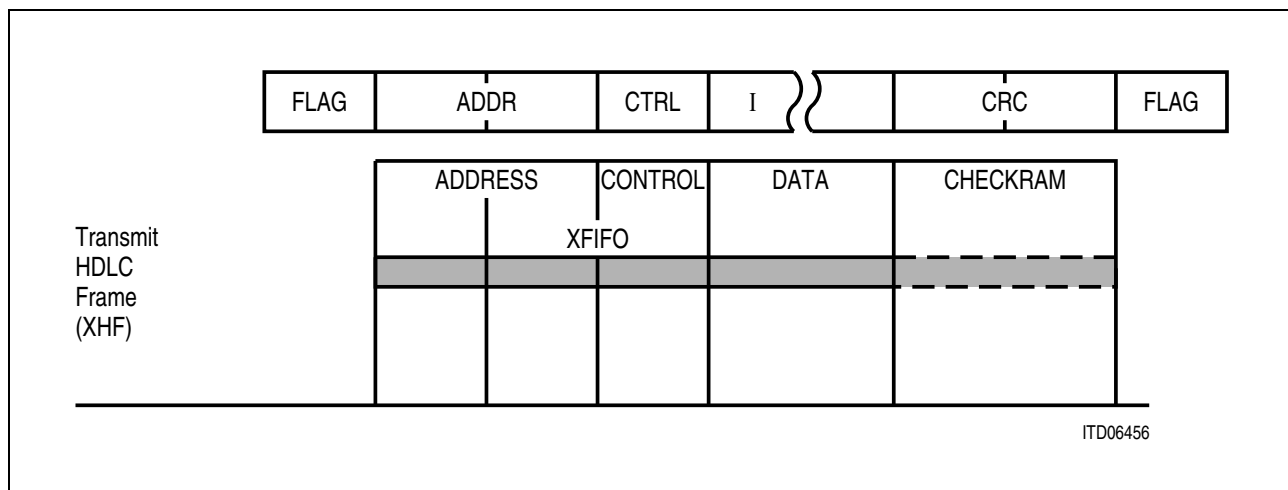 FLAG ADDR CTRL I CRC FLAG
ADDRESS CONTROL DATA CHECKRAM
XFIFO
Transmit
HDLC
Frame
(XHF)
ITD06456